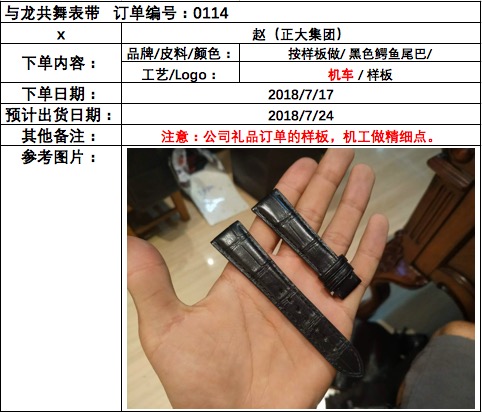 与龙共舞表带 订单编号：0114
x
赵（正大集团）
下单内容：
品牌/皮料/颜色：
按样板做/ 黑色鳄鱼尾巴/
工艺/Logo：
机车 / 样板
下单日期：
2018/7/17
预计出货日期：
2018/7/24
其他备注：
注意：公司礼品订单的样板，机工做精细点。
参考图片：